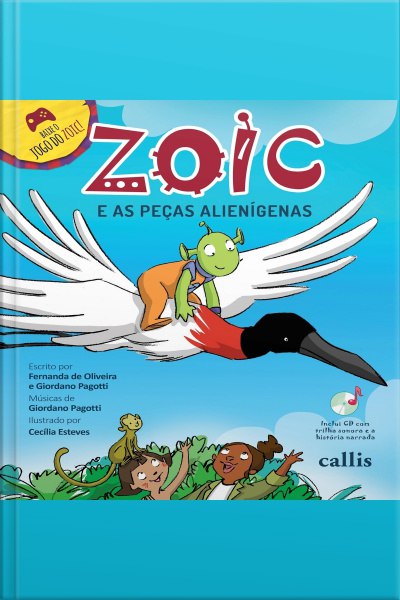 BAIXE O
JOGO DO ZOIC!
ZOIC
E AS PEÇAS ALIENÍGENAS
Escrito por
Fernanda de Oliveira
e Giordano Pagotti
Músicas de
Giordano Pagotti
Ilustrado por
Cecília Esteves
Inclui CD com
trilha sonora e a
história narrada
callis